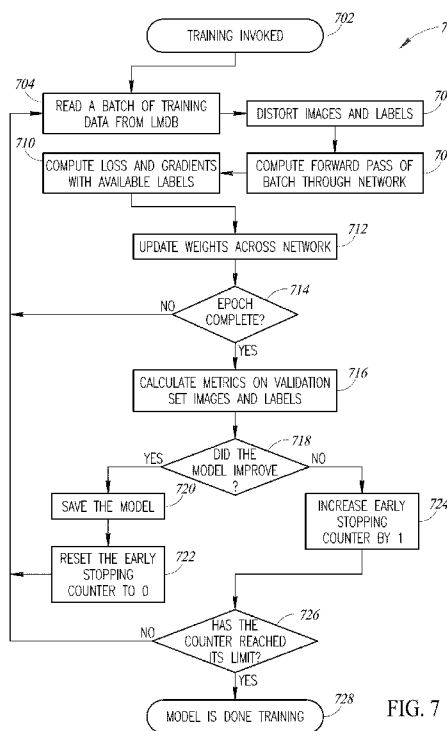 702
TRAINING INVOKED
7
704
READ A BATCH OF TRAINING
DATA FROM LMDB
DISTORT IMAGES AND LABELS
70
710
COMPUTE LOSS AND GRADIENTS
WITH AVAILABLE LABELS
COMPUTE FORWARD PASS OF
BATCH THROUGH NETWORK
70
UPDATE WEIGHTS ACROSS NETWORK
712
NO
EPOCH
COMPLETE?
714
YES
CALCULATE METRICS ON VALIDATION
SET IMAGES AND LABELS
716
YES
DID THE
MODEL IMPROVE
?
718
NO
SAVE THE MODEL
720
INCREASE EARLY
STOPPING
COUNTER BY 1
724
RESET THE EARLY
STOPPING
COUNTER TO 0
722
NO
HAS THE
COUNTER REACHED
ITS LIMIT?
726
YES
MODEL IS DONE TRAINING
728
FIG. 7